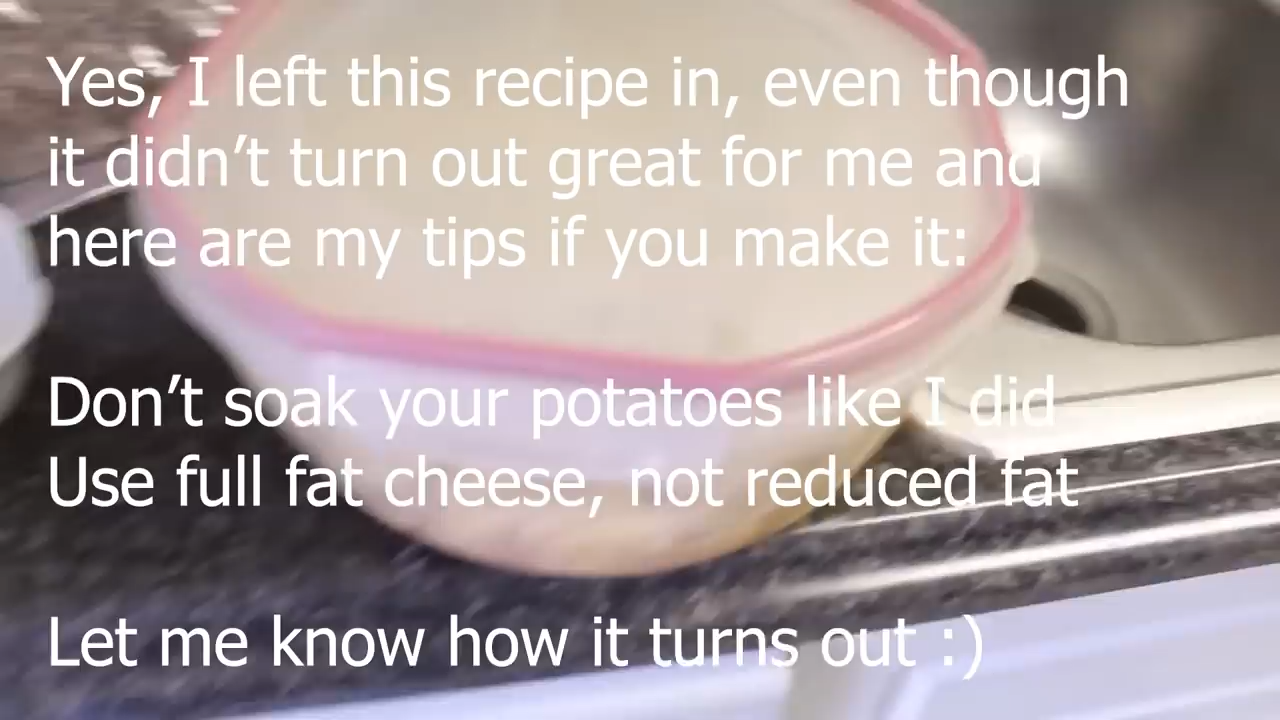 Yes, I left this recipe in, even though
it didn’t turn out great for me and
here are my tips if you make it:
Don’t soak your potatoes like I did
Use full fat cheese, not reduced fat
Let me know how it turns out :)